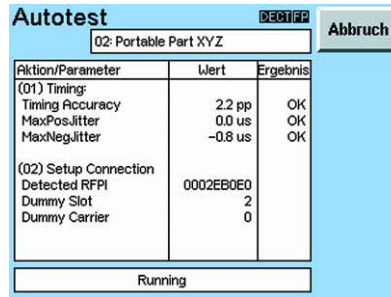 Autotest
DECT FP
Abbruch
02: Portable Part XYZ
Aktion/Parameter Wert Ergebnis
(01) Timing:
Timing Accuracy 2.2 pp OK
MaxPosJitter 0.0 us OK
MaxNegJitter -0.8 us OK
(02) Setup Connection
Detected RFPI 0002EB0E0
Dummy Slot 2
Dummy Carrier 0
Running